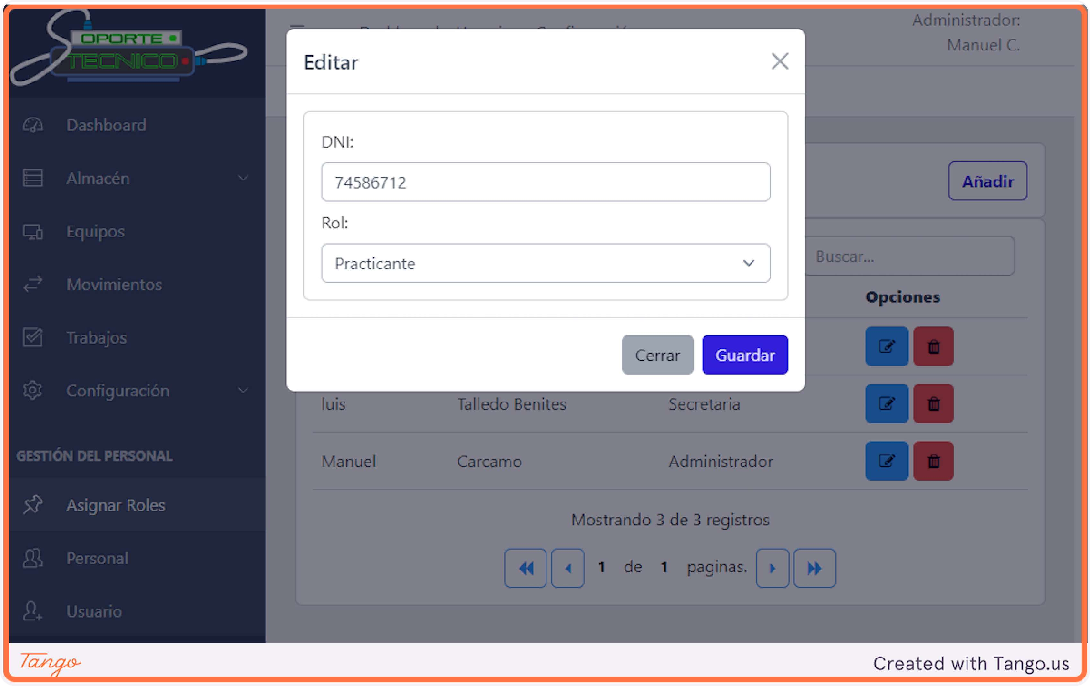 SOPORTE
TECNICO
Administrador:
Manuel C.
Dashboard
Almacén
Equipos
Movimientos
Trabajos
Configuración
GESTIÓN DEL PERSONAL
Asignar Roles
Personal
Usuario
Editar
DNI:
74586712
Rol:
Practicante
Cerrar
Guardar
Añadir
Buscar...
Opciones
luis Talledo Benites Secretaria
Manuel Carcamo Administrador
Mostrando 3 de 3 registros
1 de 1 paginas.
Tango
Created with Tango.us